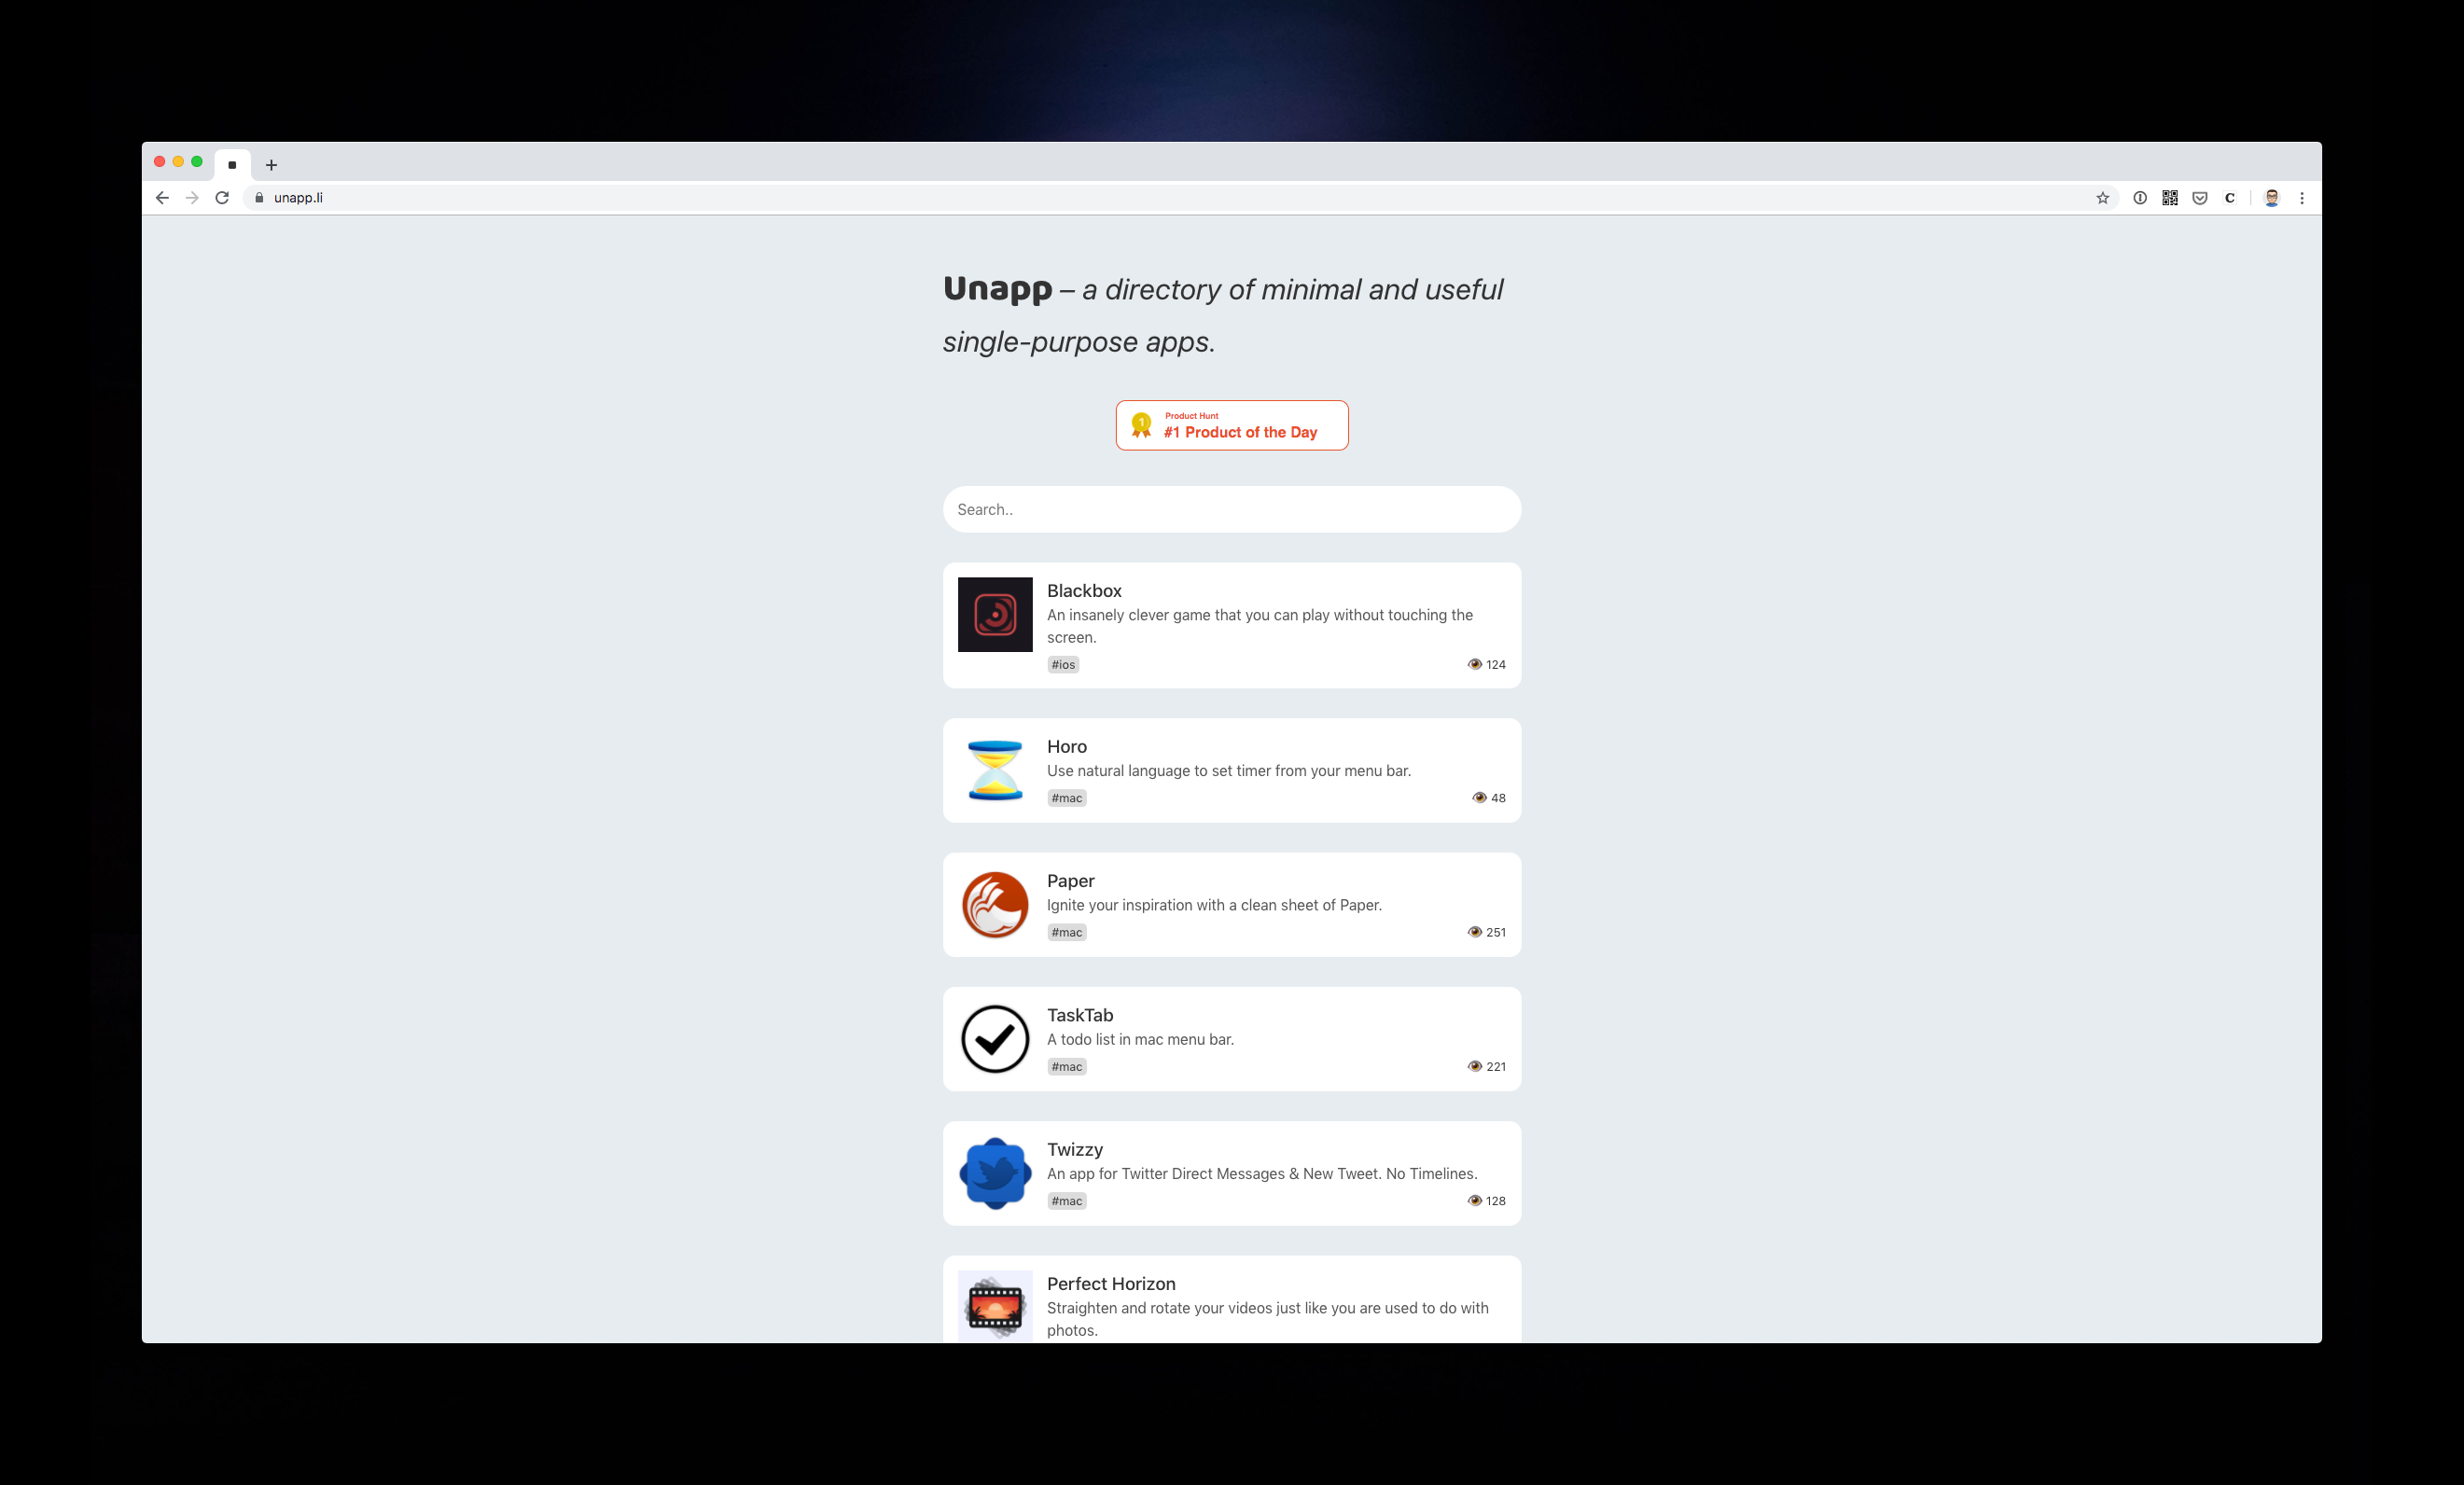 unapp.li
C
Unapp – a directory of minimal and useful
single-purpose apps.
1
Product Hunt
#1 Product of the Day
Search..
Blackbox
An insanely clever game that you can play without touching the
screen.
#ios
124
Horo
Use natural language to set timer from your menu bar.
#mac
48
Paper
Ignite your inspiration with a clean sheet of Paper.
#mac
251
TaskTab
A todo list in mac menu bar.
#mac
221
Twizzy
An app for Twitter Direct Messages & New Tweet. No Timelines.
#mac
128
Perfect Horizon
Straighten and rotate your videos just like you are used to do with
photos.